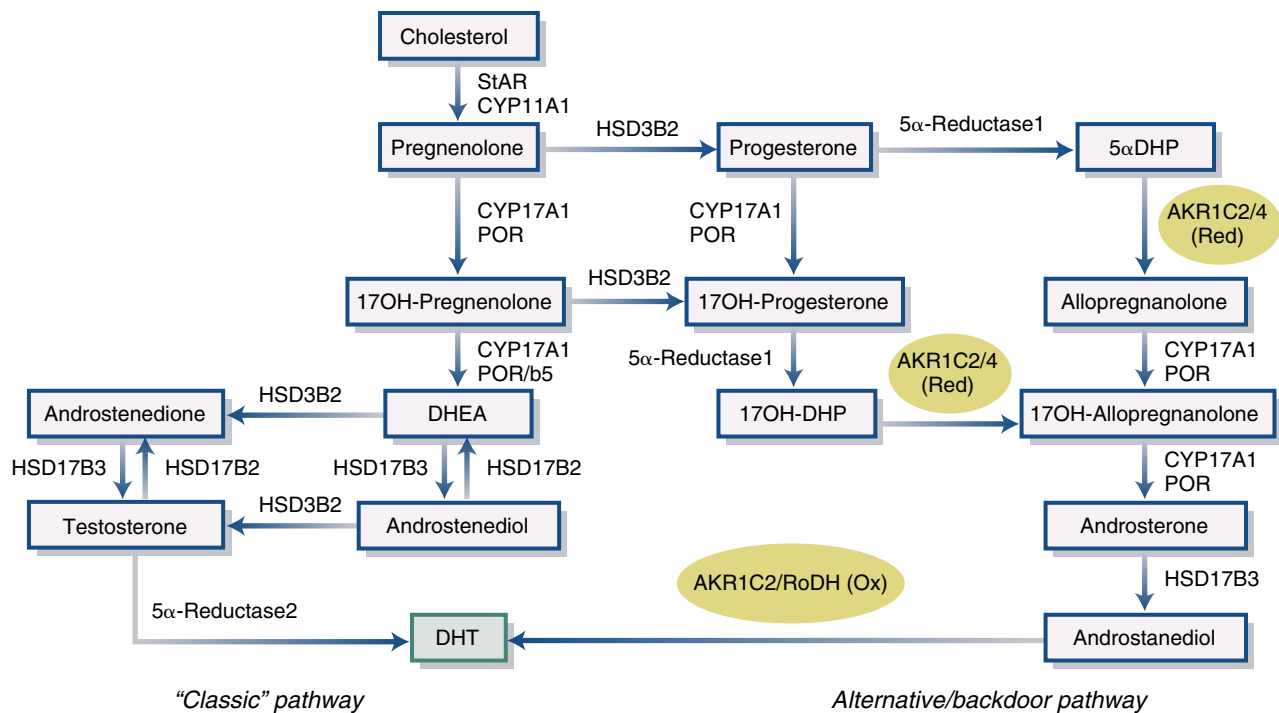 Cholesterol
StAR
CYP11A1
HSD3B2
5α-Reductase1
Pregnenolone
Progesterone
5αDHP
CYP17A1
POR
CYP17A1
POR
AKR1C2/4
(Red)
HSD3B2
17OH-Pregnenolone
17OH-Progesterone
Allopregnanolone
CYP17A1
POR/b5
5α-Reductase1
AKR1C2/4
(Red)
CYP17A1
POR
HSD3B2
Androstenedione
DHEA
17OH-DHP
17OH-Allopregnanolone
HSD17B3
HSD17B2
HSD17B3
HSD17B2
CYP17A1
POR
HSD3B2
Testosterone
Androstenediol
Androsterone
AKR1C2/RoDH (Ox)
HSD17B3
5α-Reductase2
DHT
Androstanediol
"Classic" pathway
Alternative/backdoor pathway